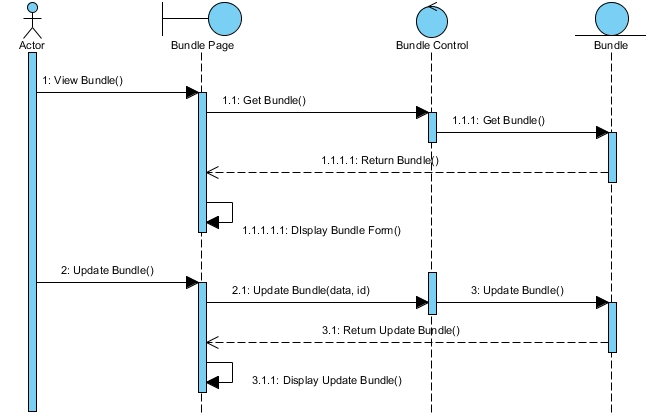 Actor
Bundle Page
Bundle Control
Bundle
1: View Bundle()
1.1: Get Bundle()
1.1.1: Get Bundle()
1.1.1.1: Return Bundle()
1.1.1.1.1: DIsplay Bundle Form()
2: Update Bundle()
2.1: Update Bundle(data, id)
3: Update Bundle()
3.1: Return Update Bundle()
3.1.1: Display Update Bundle()